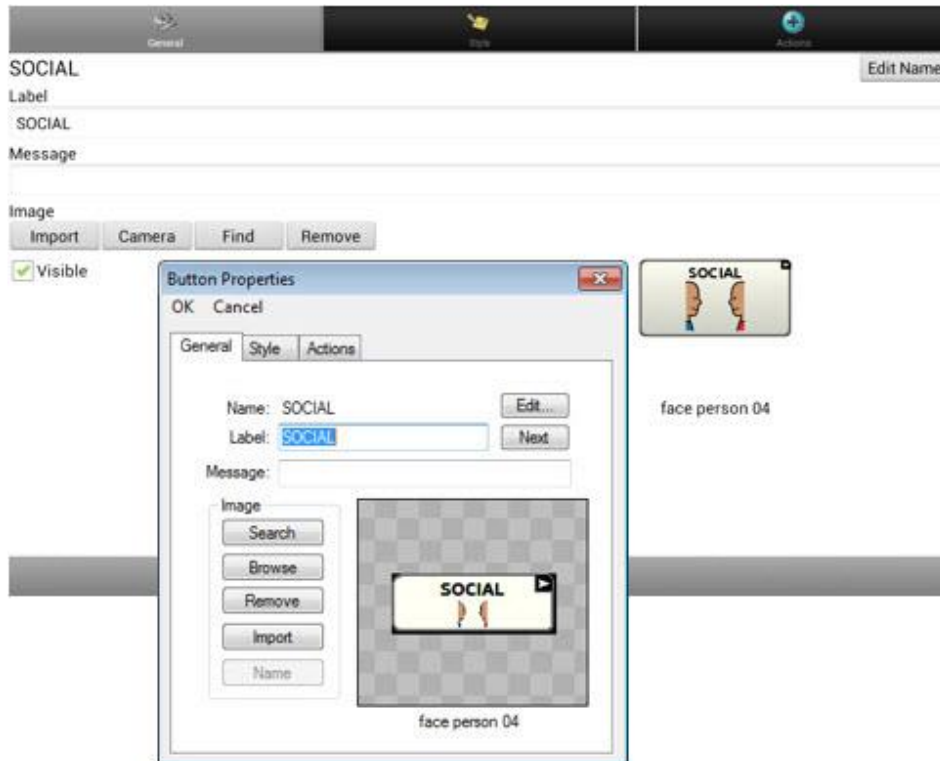 General Style Actions
SOCIAL Edit Name
Label
SOCIAL
Message
Image
Import Camera Find Remove
Visible
SOCIAL
face person 04
Button Properties
OK Cancel
General Style Actions
Name: SOCIAL Edit...
Label: SOCIAL Next
Message:
Image
Search
Browse
Remove
Import
Name
SOCIAL
face person 04